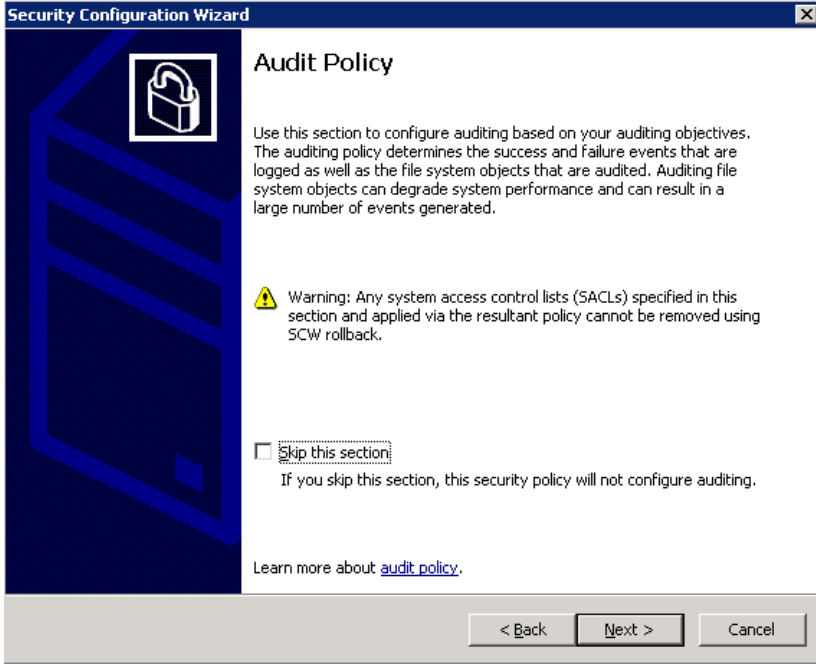 Security Configuration Wizard
Audit Policy
Use this section to configure auditing based on your auditing objectives.
The auditing policy determines the success and failure events that are
logged as well as the file system objects that are audited. Auditing file
system objects can degrade system performance and can result in a
large number of events generated.
Warning: Any system access control lists (SACLs) specified in this
section and applied via the resultant policy cannot be removed using
SCW rollback.
Skip this section
If you skip this section, this security policy will not configure auditing.
Learn more about audit policy.
< Back Next > Cancel